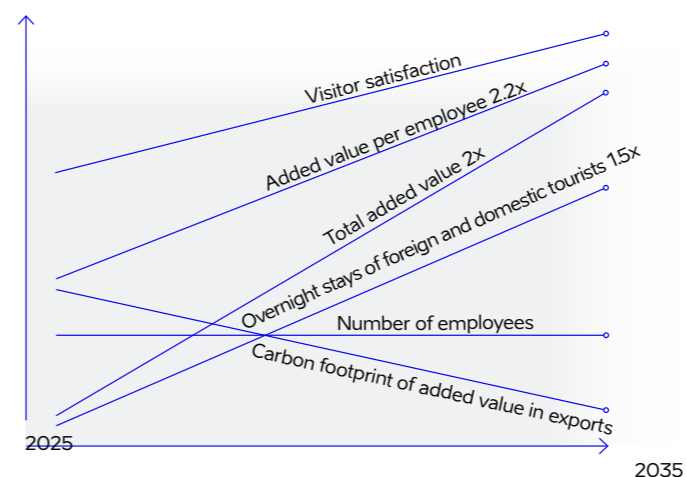 Visitor satisfaction
Added value per employee 2.2x
Total added value 2x
Overnight stays of foreign and domestic tourists 1.5x
Number of employees
Carbon footprint of added value in exports
2025
2035